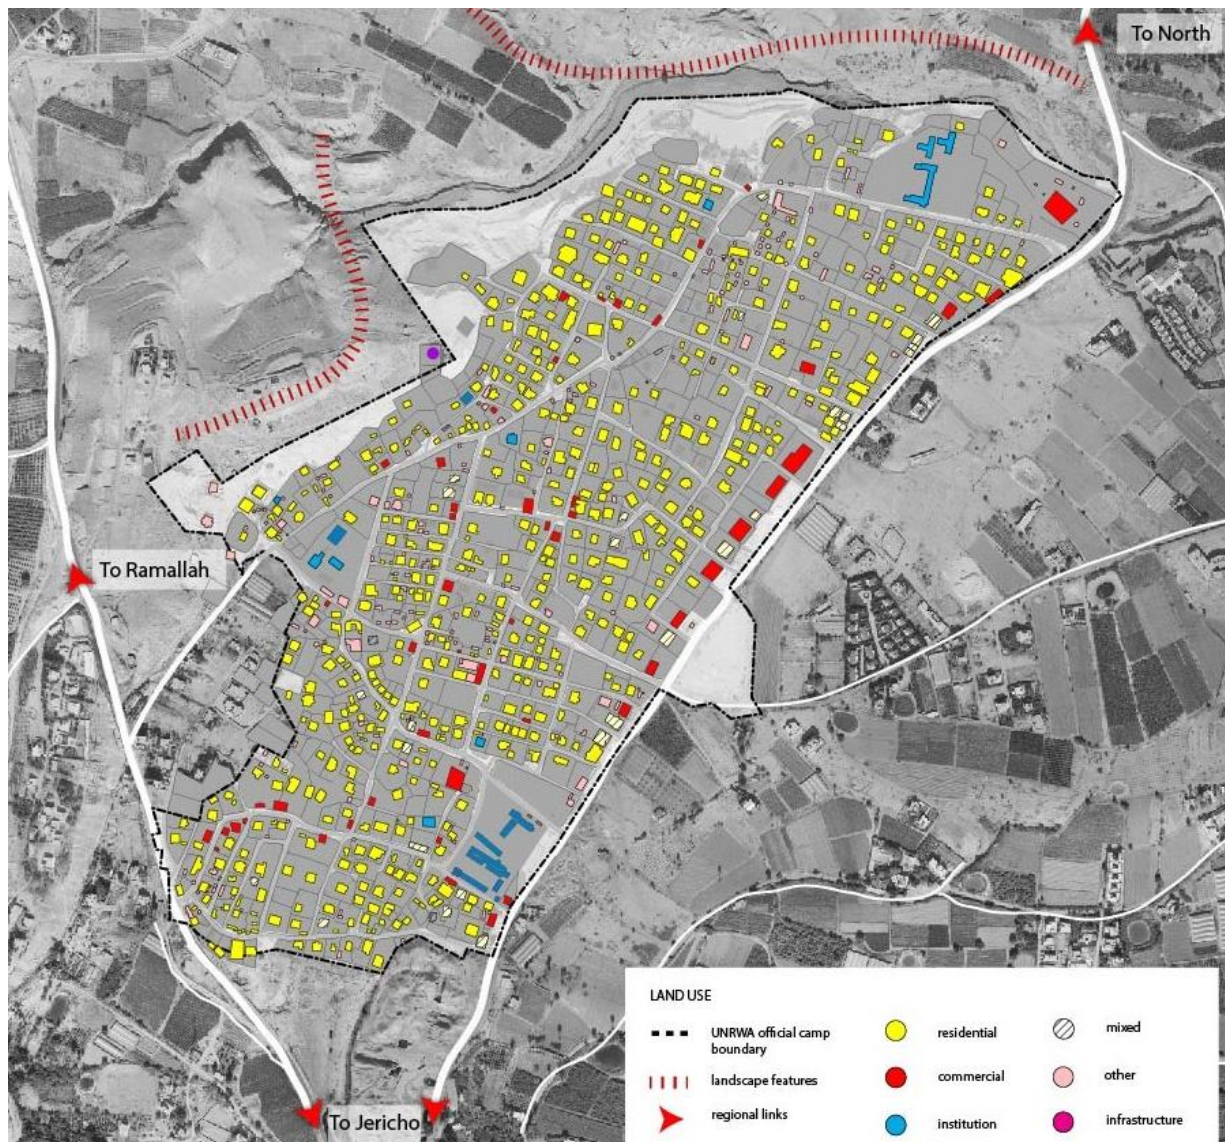 To North
To Ramallah
To Jericho
LAND USE
UNRWA official camp
boundary
landscape features
regional links
residential
commercial
institution
mixed
other
infrastructure